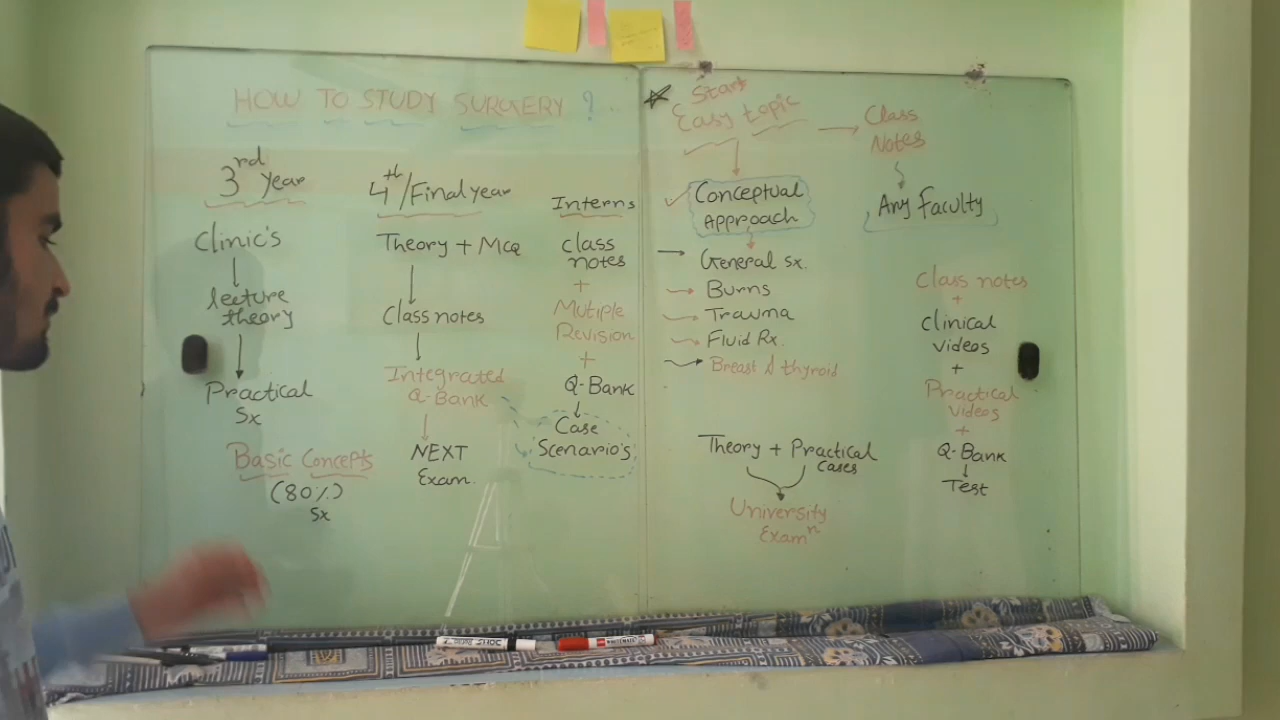 HOW TO STUDY SURGERY ?
3rd Year
Clinic's
lecture
theory
Practical
Sx
Basic Concepts
(80%)
Sx
4th/Final year
Theory + Mcq
Class notes
Integrated
Q-Bank
NEXT
Exam.
Interns
class
notes
+
Mutiple
Revision
+
Q-Bank
Case
Scenario's
Start
Easy topic
Conceptual
APProach
General Sx.
Burns
Trauma
Fluid Rx.
Breast & thyroid
Theory + Practical
cases
University
Examn
Class
Notes
Any faculty
Class notes
+
clinical
videos
+
Practical
videos
+
Q-Bank
Test